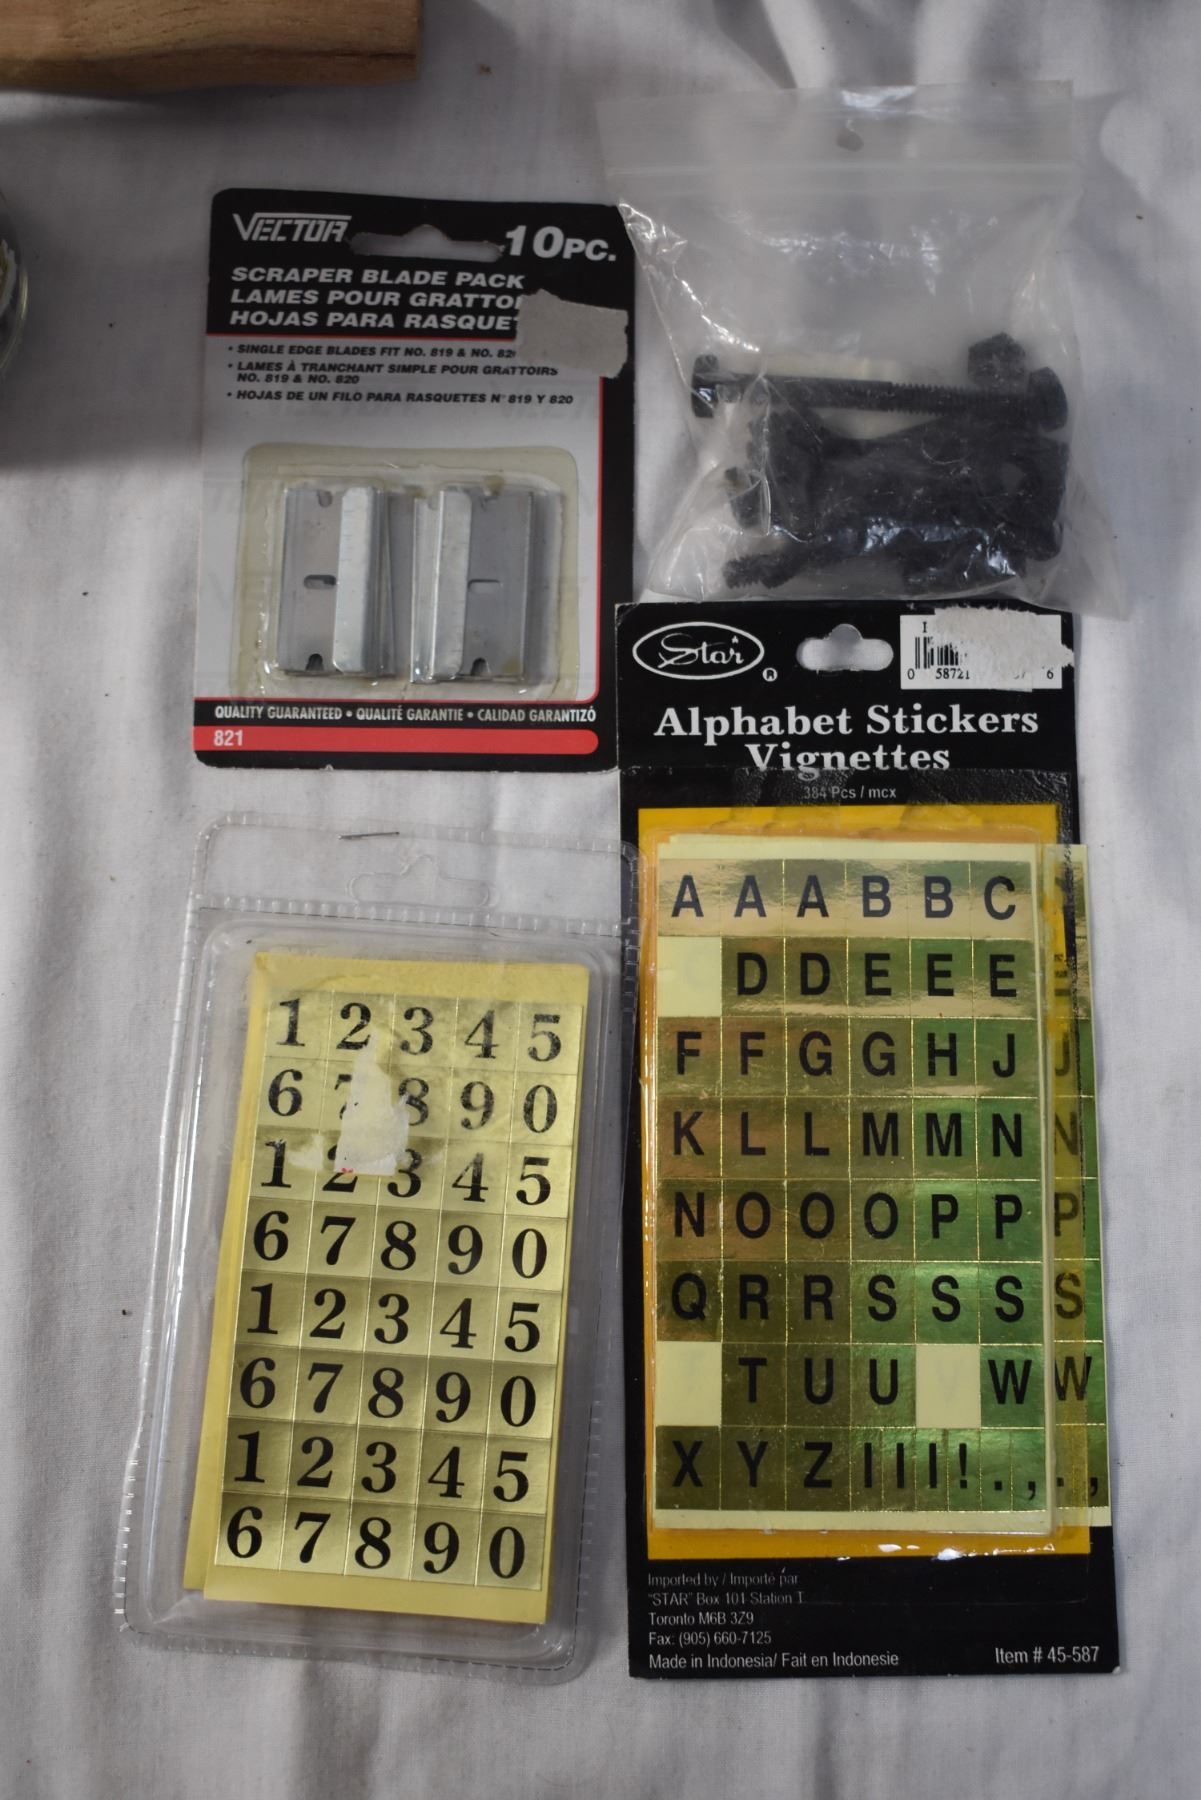 VECTOR
10PC.
SCRAPER BLADE PACK
LAMES POUR
HOJAS PARA
• SINGLE EDGE BLADES FIT NO. 819 & NO.
• LAMES À TRANCHANT SIMPLE POUR GRATTOIRS
NO. 819 & NO. 820
• HOJAS DE UN FILO PARA RASQUETES N° 819 Y 820
QUALITY GUARANTEED • QUALITÉ GARANTIE • CALIDAD GARANTIZÓ
821
Star
®
0 58721 6
Alphabet Stickers
Vignettes
384 Pcs / mcx
A A A B B C
D D E E E
F F G G H J J
K L L M M N N
N O O O P P P
Q R R S S S S
T U U W W
X Y Z I I I ! . , . ,
Imported by / Importé par
"STAR" Box 101 Station T
Toronto M6B 3Z9
Fax: (905) 660-7125
Made in Indonesia/ Fait en Indonesie
Item # 45-587
1 2 3 4 5
6 7 8 9 0
1 2 3 4 5
6 7 8 9 0
1 2 3 4 5
6 7 8 9 0
1 2 3 4 5
6 7 8 9 0